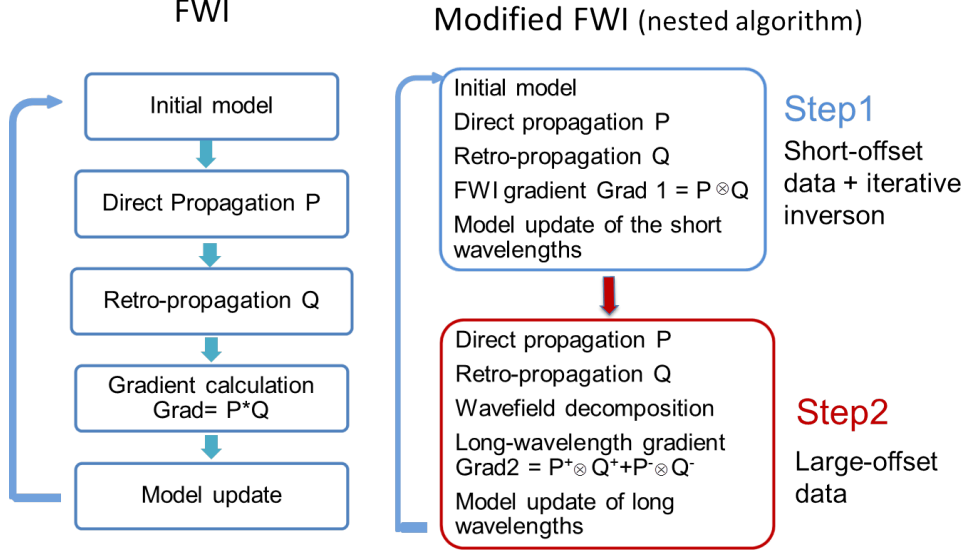 FWI
Initial model
Direct Propagation P
Retro-propagation Q
Gradient calculation
Grad= P*Q
Model update
Modified FWI (nested algorithm)
Initial model
Direct propagation P
Retro-propagation Q
FWI gradient Grad 1 = P ⊗Q
Model update of the short
wavelengths
Step1
Short-offset
data + iterative
inverson
Direct propagation P
Retro-propagation Q
Wavefield decomposition
Long-wavelength gradient
Grad2 = P⁺⊗ Q⁺+P⁻⊗ Q⁻
Model update of long
wavelengths
Step2
Large-offset
data